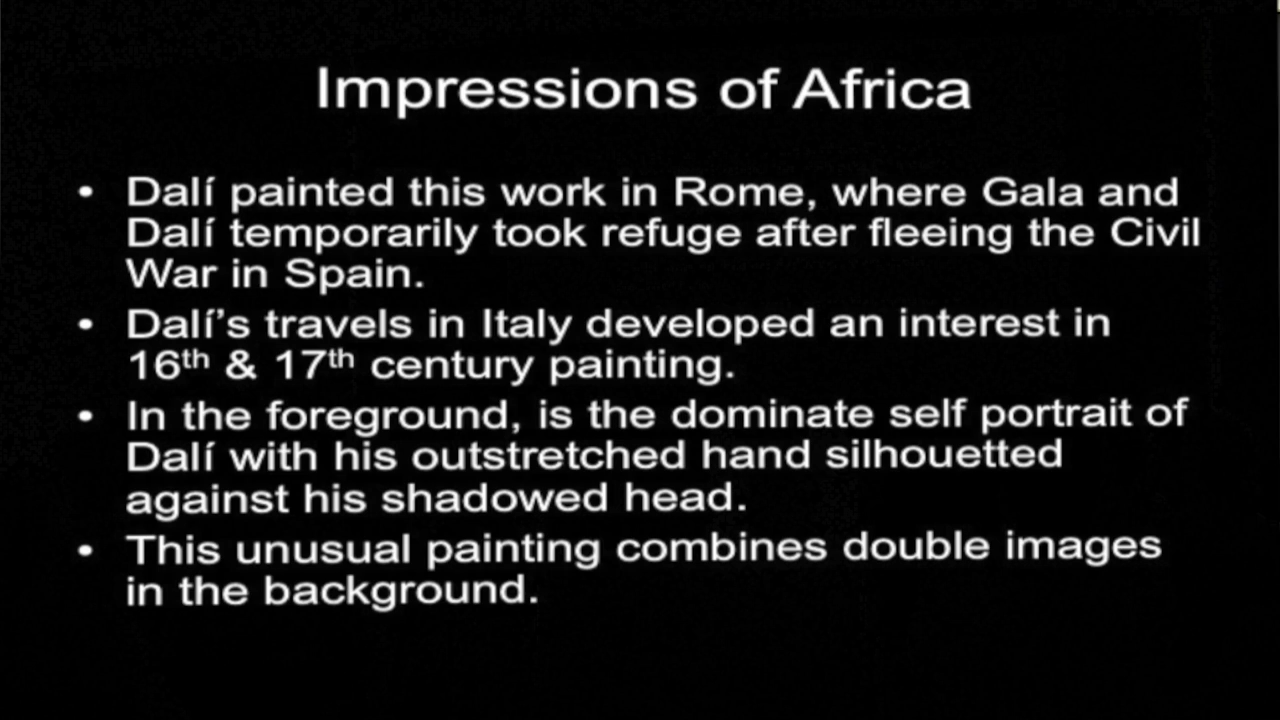 Impressions of Africa
• Dalí painted this work in Rome, where Gala and
Dalí temporarily took refuge after fleeing the Civil
War in Spain.
• Dalí’s travels in Italy developed an interest in
16th & 17th century painting.
• In the foreground, is the dominate self portrait of
Dalí with his outstretched hand silhouetted
against his shadowed head.
• This unusual painting combines double images
in the background.